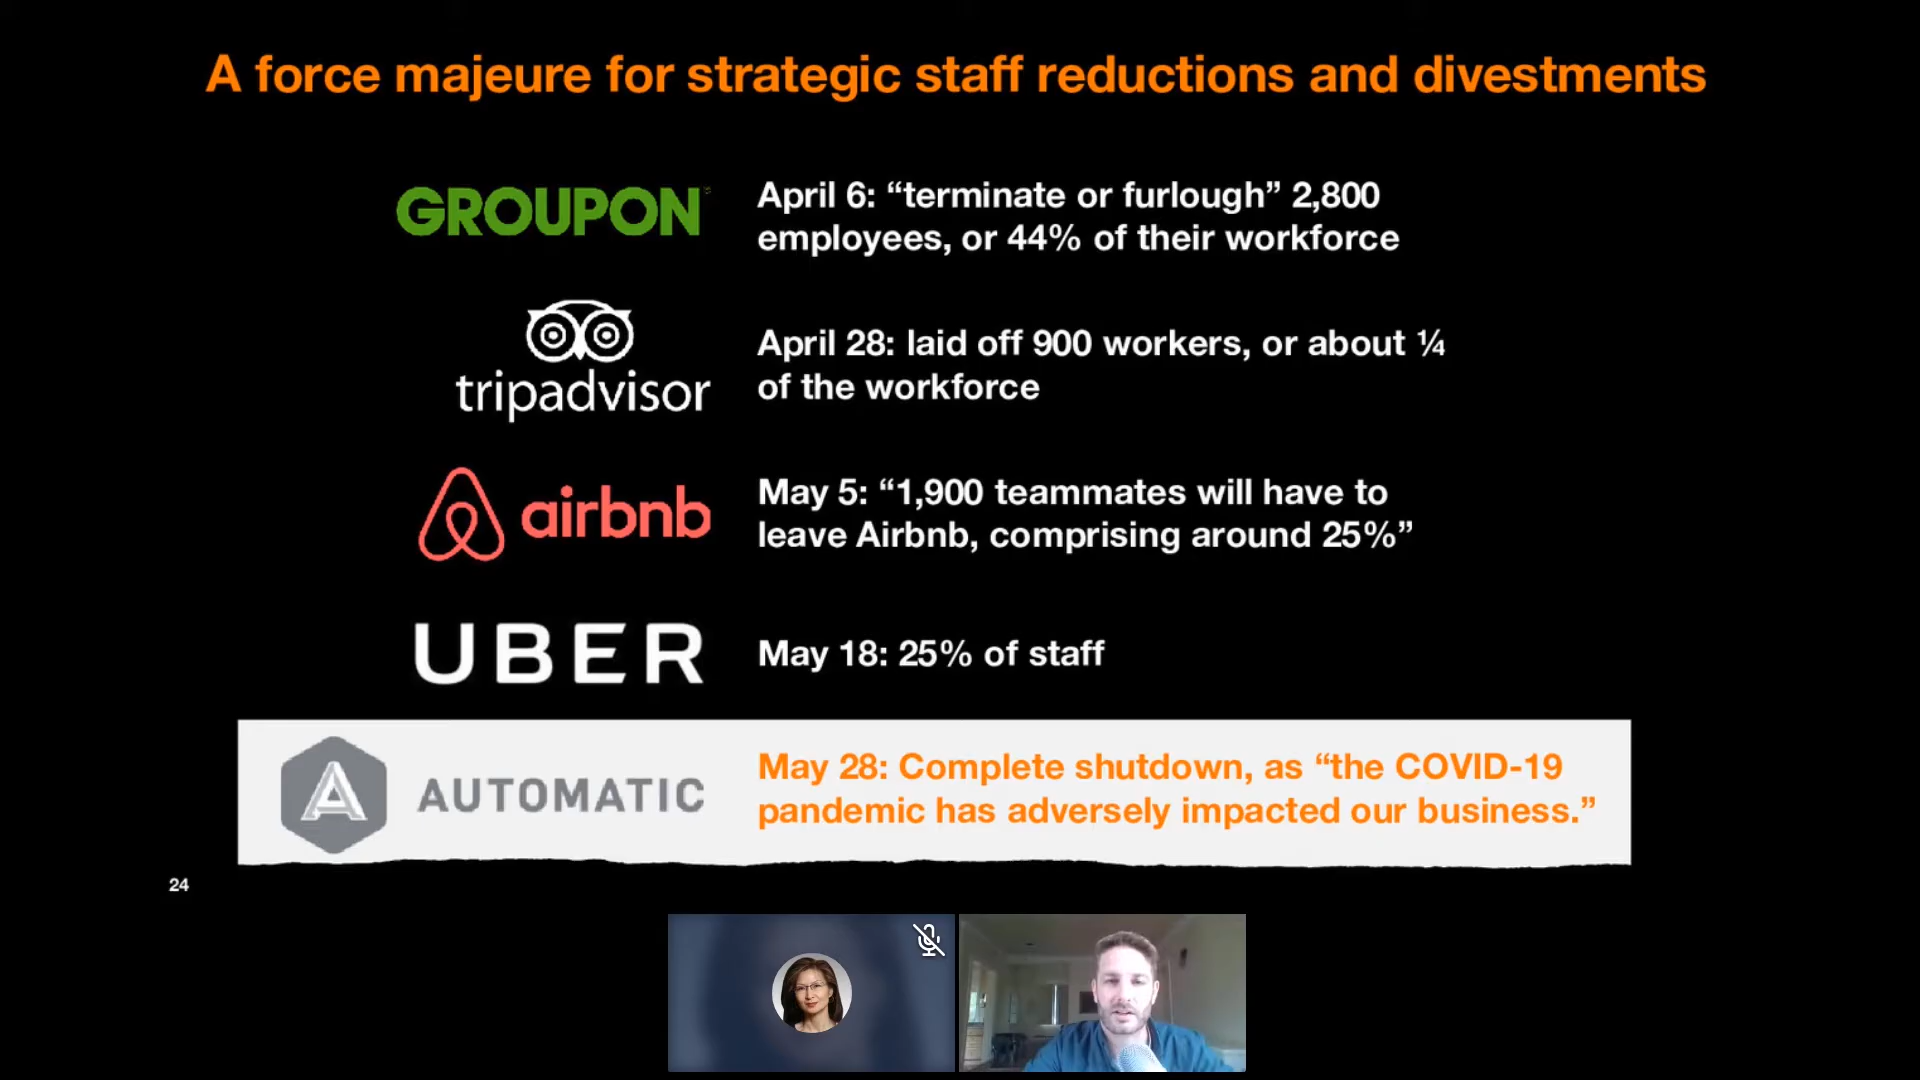 A force majeure for strategic staff reductions and divestments
GROUPON
April 6: “terminate or furlough” 2,800
employees, or 44% of their workforce
tripadvisor
April 28: laid off 900 workers, or about ¼
of the workforce
airbnb
May 5: “1,900 teammates will have to
leave Airbnb, comprising around 25%”
UBER
May 18: 25% of staff
A AUTOMATIC
May 28: Complete shutdown, as “the COVID-19
pandemic has adversely impacted our business.”
24